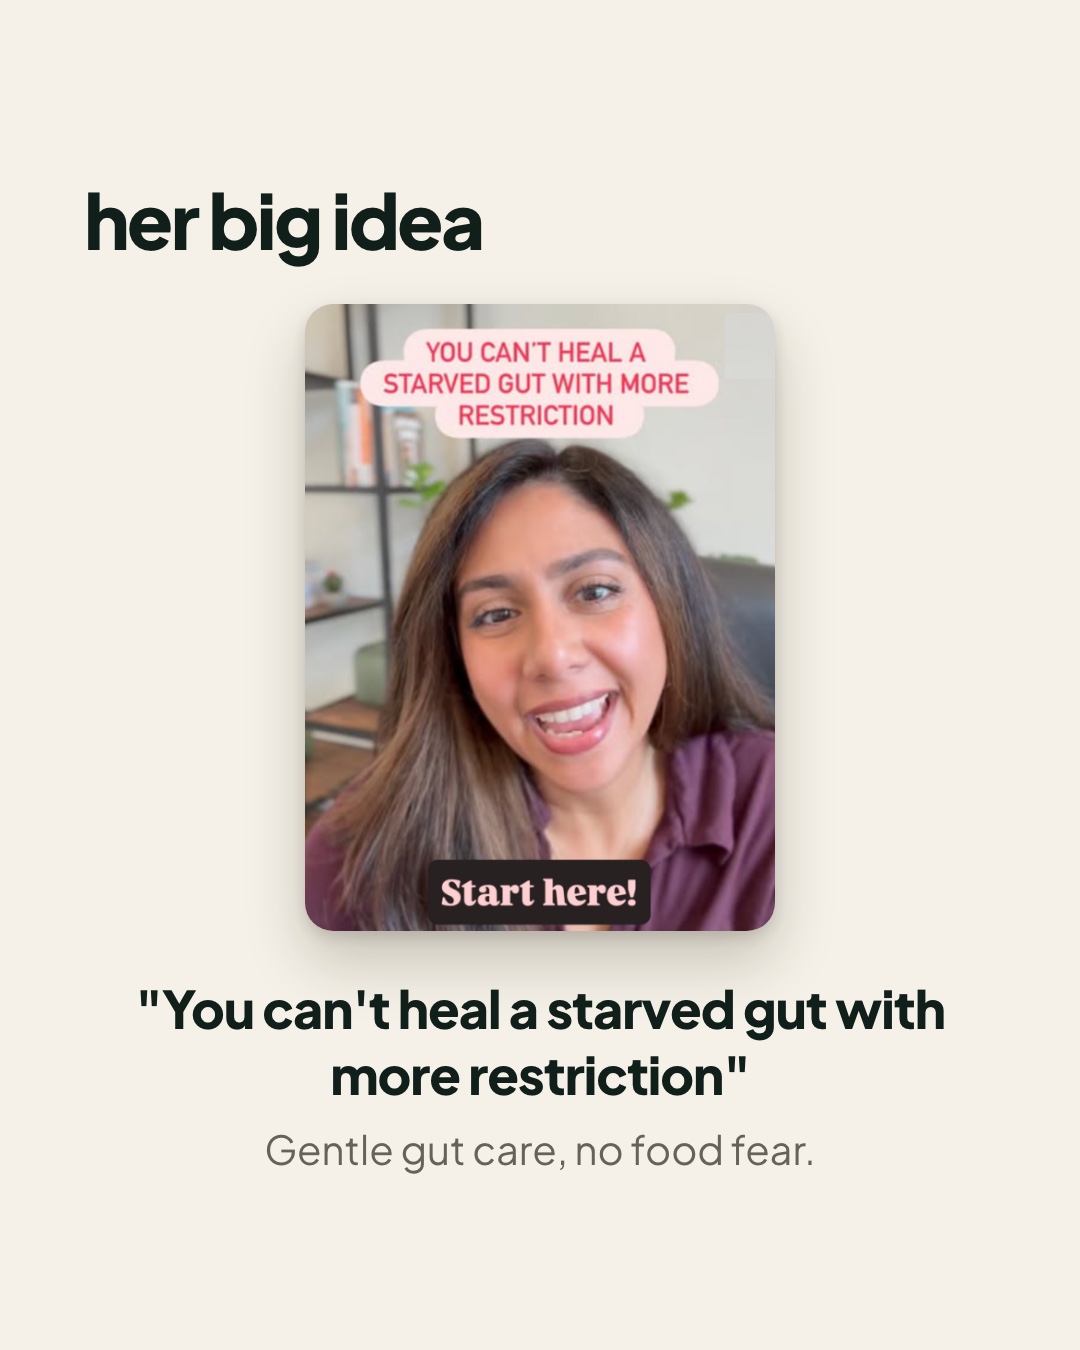 her big idea
YOU CAN'T HEAL A
STARVED GUT WITH MORE
RESTRICTION
Start here!
"You can't heal a starved gut with
more restriction"
Gentle gut care, no food fear.